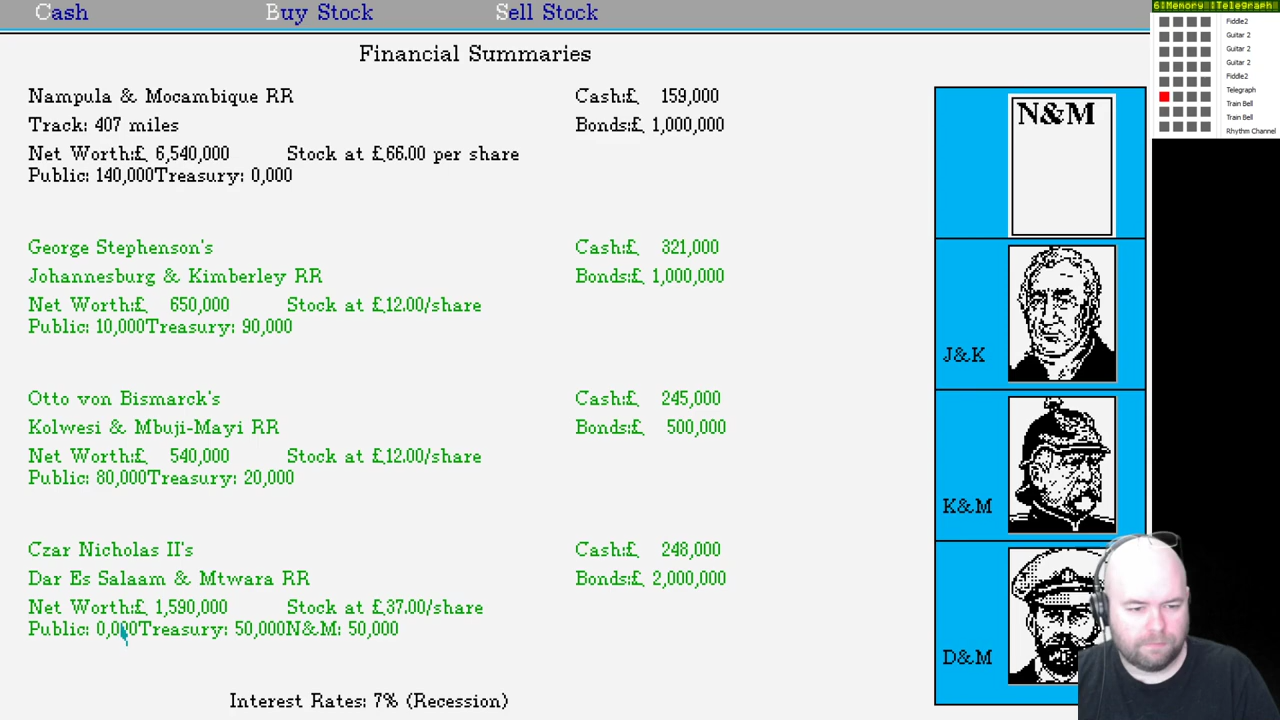 Cash Buy Stock Sell Stock
Financial Summaries
Nampula & Mocambique RR Cash:£ 159,000
Track: 407 miles Bonds:£ 1,000,000
Net Worth:£ 6,540,000 Stock at £66.00 per share
Public: 140,000Treasury: 0,000
George Stephenson's Cash:£ 321,000
Johannesburg & Kimberley RR Bonds:£ 1,000,000
Net Worth:£ 650,000 Stock at £12.00/share
Public: 10,000Treasury: 90,000
Otto von Bismarck's Cash:£ 245,000
Kolwesi & Mbuji-Mayi RR Bonds:£ 500,000
Net Worth:£ 540,000 Stock at £12.00/share
Public: 80,000Treasury: 20,000
Czar Nicholas II's Cash:£ 248,000
Dar Es Salaam & Mtwara RR Bonds:£ 2,000,000
Net Worth:£ 1,590,000 Stock at £37.00/share
Public: 0,000Treasury: 50,000N&M: 50,000
Interest Rates: 7% (Recession)
N&M
J&K
K&M
D&M
6:Memory :Telegraph
Fiddle2
Guitar 2
Guitar 2
Guitar 2
Fiddle2
Telegraph
Train Bell
Train Bell
Rhythm Channel